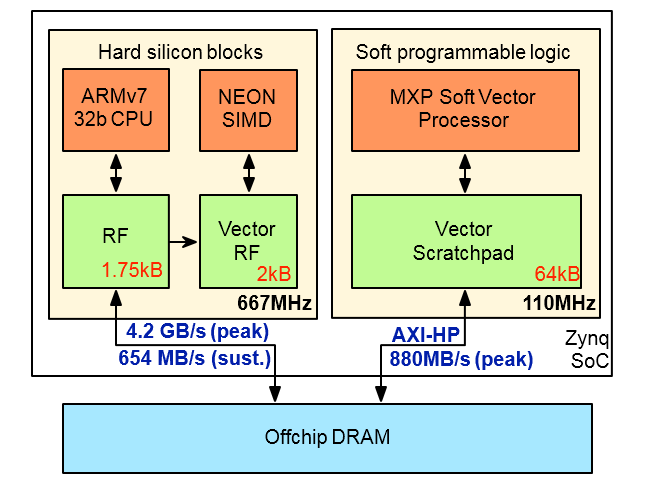 Hard silicon blocks
ARMv7
32b CPU
NEON
SIMD
RF
1.75kB
Vector
RF
2kB
667MHz
4.2 GB/s (peak)
654 MB/s (sust.)
Soft programmable logic
MXP Soft Vector
Processor
Vector
Scratchpad
64kB
110MHz
AXI-HP
880MB/s (peak)
Zynq
SoC
Offchip DRAM